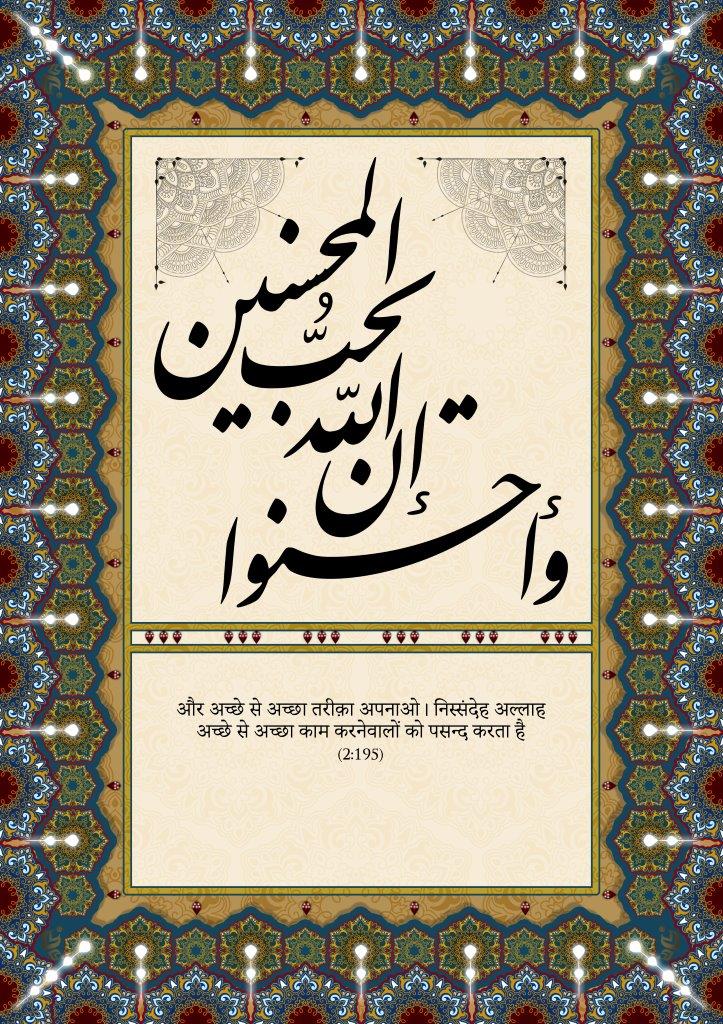 وأحسنوا
إن الله
يحبُّ
المحسنين
और अच्छे से अच्छा तरीक़ा अपनाओ। निस्संदेह अल्लाह
अच्छे से अच्छा काम करनेवालों को पसन्द करता है
(2:195)